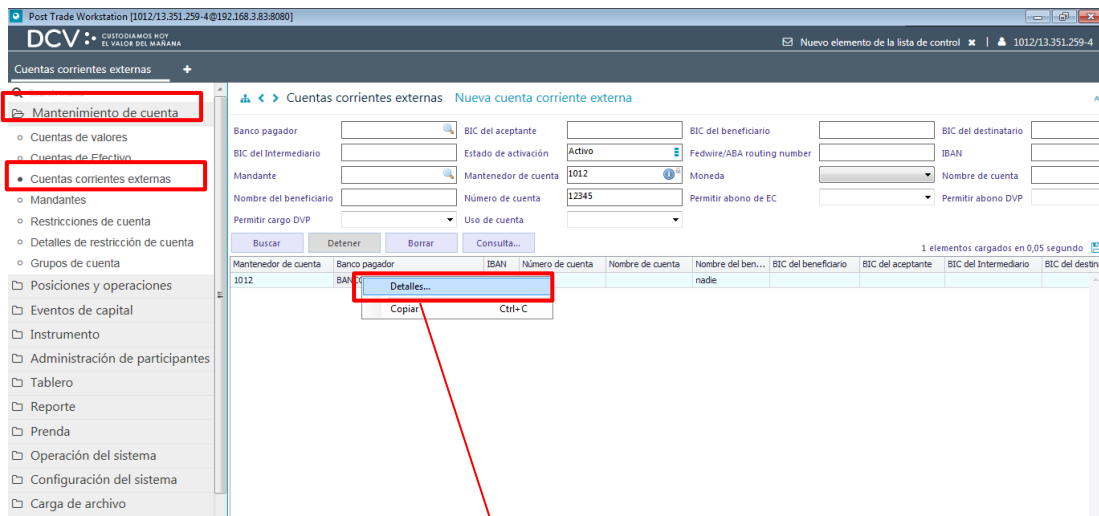 Post Trade Workstation [1012/13.351.259-4@192.168.3.83:8080]
DCV CUSTODIAMOS HOY EL VALOR DEL MAÑANA
Nuevo elemento de la lista de control ✖ | 1012/13.351.259-4
Cuentas corrientes externas +
Mantenimiento de cuenta
Cuentas de valores
Cuentas de Efectivo
Cuentas corrientes externas
Mandantes
Restricciones de cuenta
Detalles de restricción de cuenta
Grupos de cuenta
Posiciones y operaciones
Eventos de capital
Instrumento
Administración de participantes
Tablero
Reporte
Prenda
Operación del sistema
Configuración del sistema
Carga de archivo
Cuentas corrientes externas Nueva cuenta corriente externa
Banco pagador BIC del aceptante BIC del beneficiario BIC del destinatario
BIC del Intermediario Estado de activación Activo Fedwire/ABA routing number IBAN
Mandante Mantenedor de cuenta 1012 Moneda Nombre de cuenta
Nombre del beneficiario Número de cuenta 12345 Permitir abono de EC Permitir abono DVP
Permitir cargo DVP Uso de cuenta
Buscar Detener Borrar Consulta...
1 elementos cargados en 0,05 segundo
Mantenedor de cuenta Banco pagador IBAN Número de cuenta Nombre de cuenta Nombre del ben... BIC del beneficiario BIC del aceptante BIC del Intermediario BIC del destin
1012 BANCO nadie
Detalles...
Copiar Ctrl+C